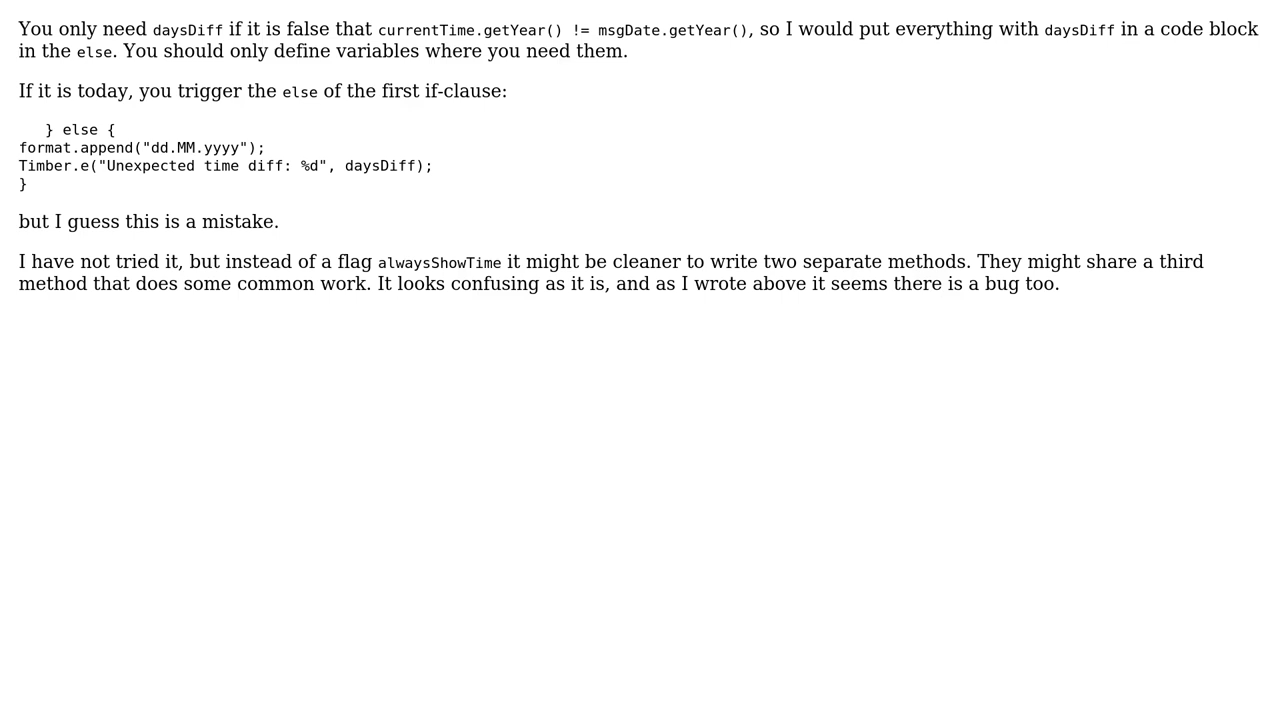 You only need daysDiff if it is false that currentTime.getYear() != msgDate.getYear(), so I would put everything with daysDiff in a code block
in the else. You should only define variables where you need them.
If it is today, you trigger the else of the first if-clause:
   } else {
format.append("dd.MM.yyyy");
Timber.e("Unexpected time diff: %d", daysDiff);
}
but I guess this is a mistake.
I have not tried it, but instead of a flag alwaysShowTime it might be cleaner to write two separate methods. They might share a third
method that does some common work. It looks confusing as it is, and as I wrote above it seems there is a bug too.